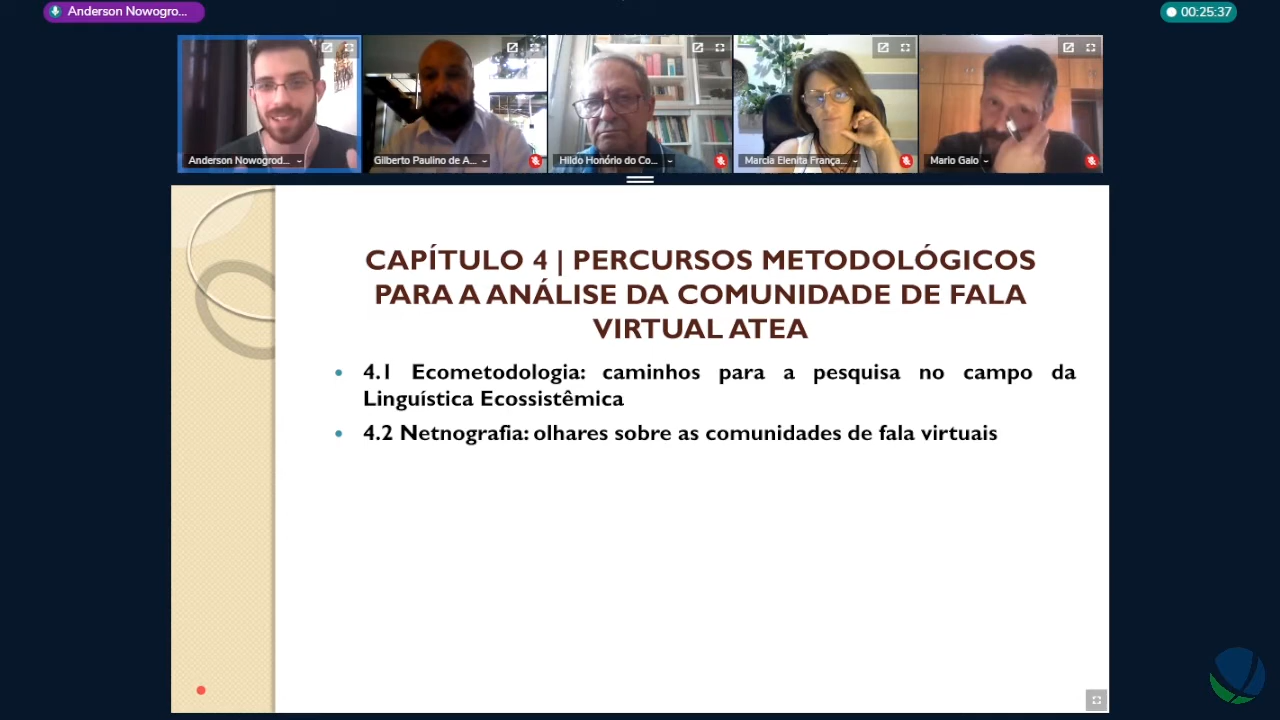 Anderson Nowogro...
00:25:37
Anderson Nowogrod...
Gilberto Paulino de A...
Hildo Honório do Co...
Marcia Elenita França...
Mario Gaio
CAPÍTULO 4 | PERCURSOS METODOLÓGICOS
PARA A ANÁLISE DA COMUNIDADE DE FALA
VIRTUAL ATEA
• 4.1 Ecometodologia: caminhos para a pesquisa no campo da
Linguística Ecossistêmica
• 4.2 Netnografia: olhares sobre as comunidades de fala virtuais